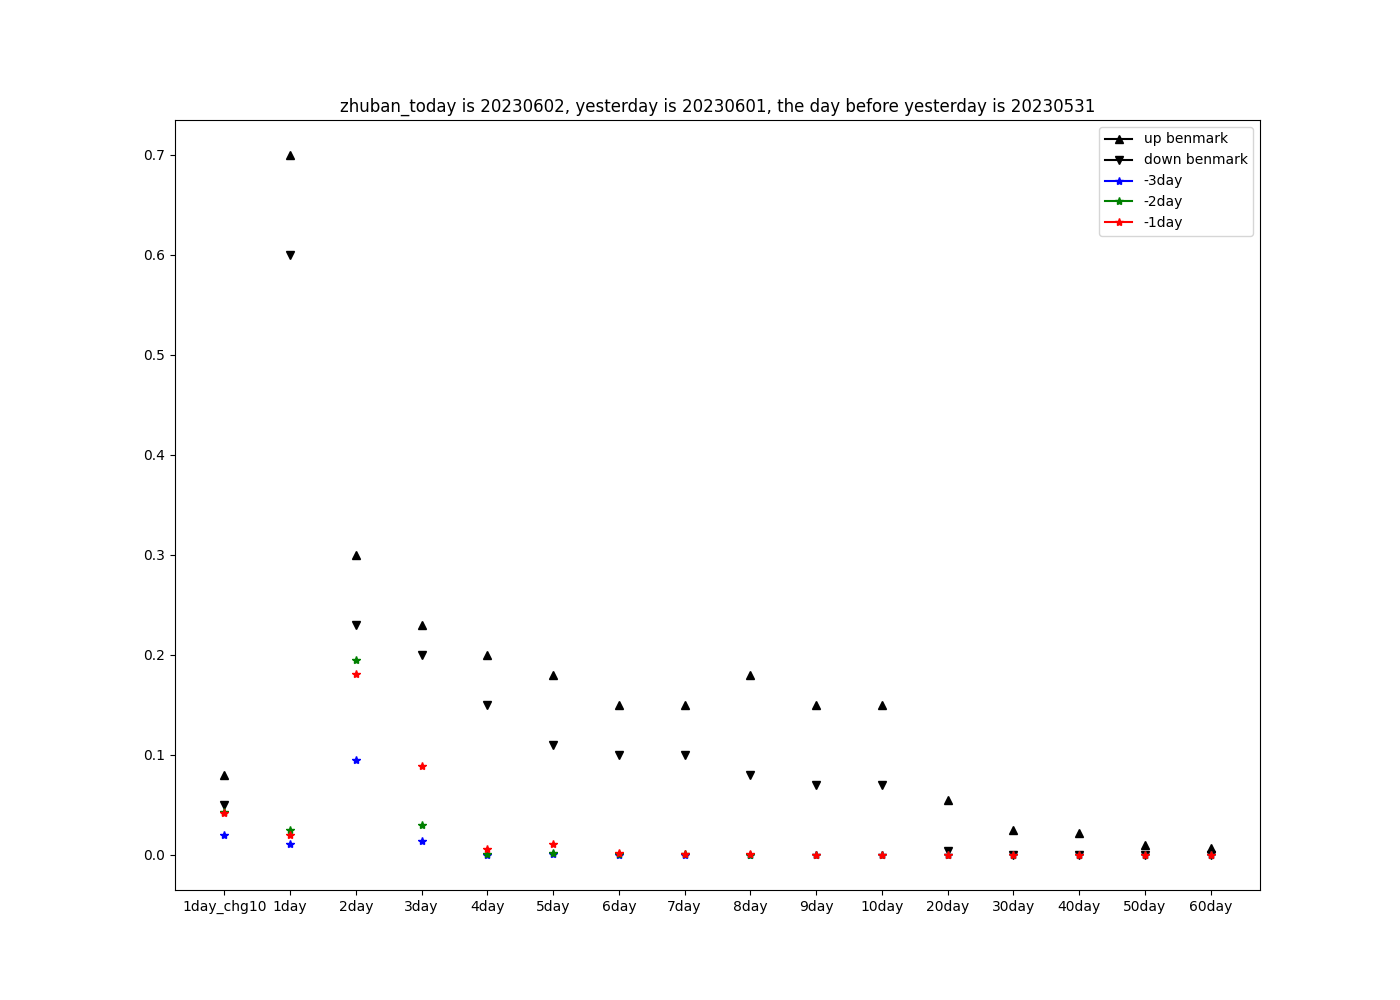 zhuban_today is 20230602, yesterday is 20230601, the day before yesterday is 20230531
up benmark
down benmark
-3day
-2day
-1day
0.7
0.6
0.5
0.4
0.3
0.2
0.1
0.0
1day_chg10 1day 2day 3day 4day 5day 6day 7day 8day 9day 10day 20day 30day 40day 50day 60day